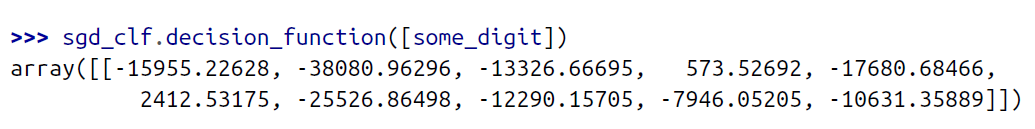 >>> sgd_clf.decision_function([some_digit])
array([[-15955.22628, -38080.96296, -13326.66695,   573.52692, -17680.68466,
          2412.53175, -25526.86498, -12290.15705, -7946.05205, -10631.35889]])